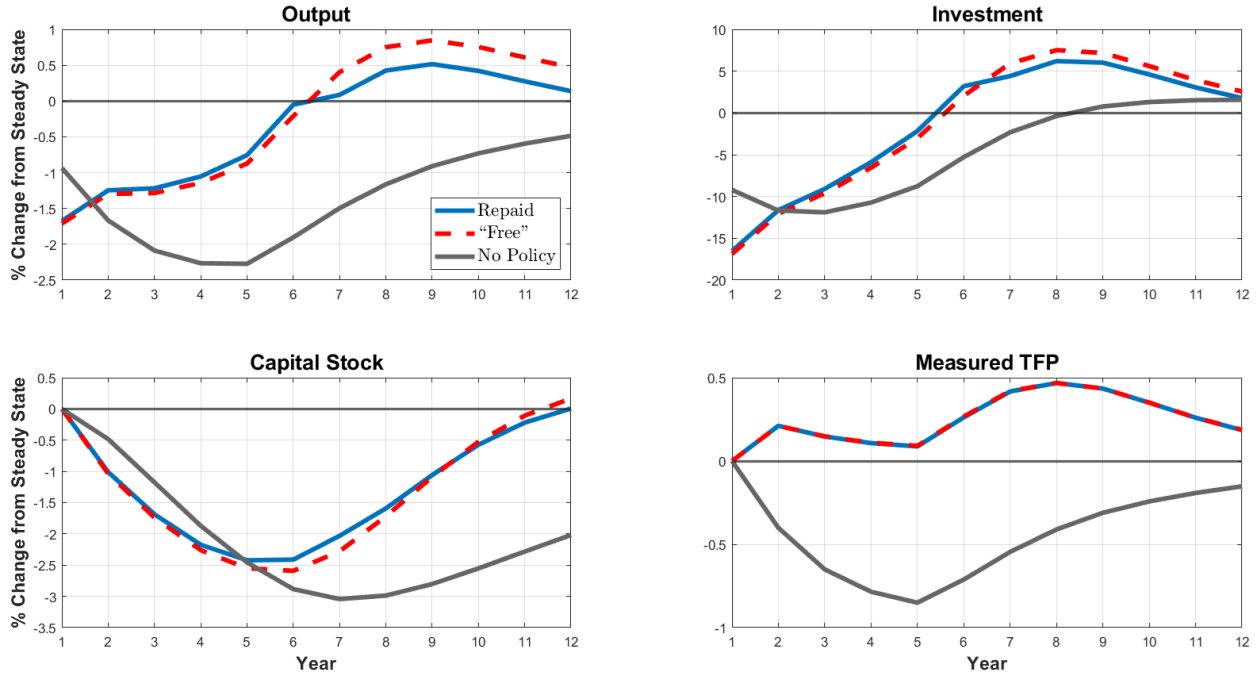 Output
% Change from Steady State
1
0.5
0
-0.5
-1
-1.5
-2
-2.5
1 2 3 4 5 6 7 8 9 10 11 12
Repaid
“Free”
No Policy
Investment
10
5
0
-5
-10
-15
-20
1 2 3 4 5 6 7 8 9 10 11 12
Capital Stock
% Change from Steady State
0.5
0
-0.5
-1
-1.5
-2
-2.5
-3
-3.5
1 2 3 4 5 6 7 8 9 10 11 12
Year
Measured TFP
0.5
0
-0.5
-1
1 2 3 4 5 6 7 8 9 10 11 12
Year